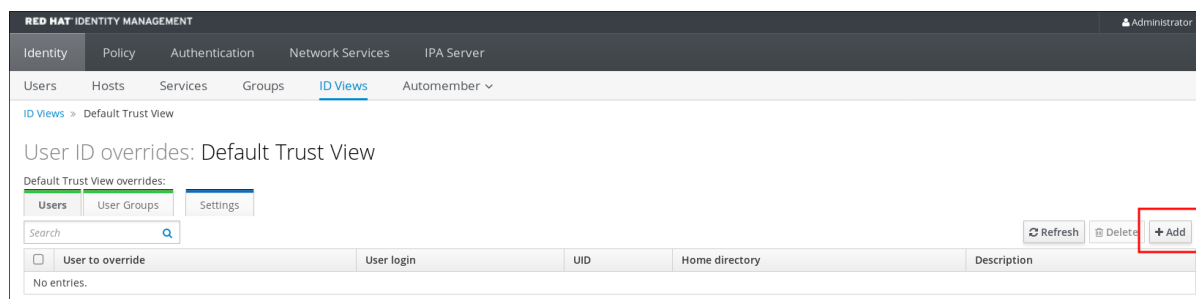 RED HAT® IDENTITY MANAGEMENT Administrator
Identity Policy Authentication Network Services IPA Server
Users Hosts Services Groups ID Views Automember
ID Views » Default Trust View
User ID overrides: Default Trust View
Default Trust View overrides:
Users User Groups Settings
Search Refresh Delete + Add
User to override User login UID Home directory Description
No entries.